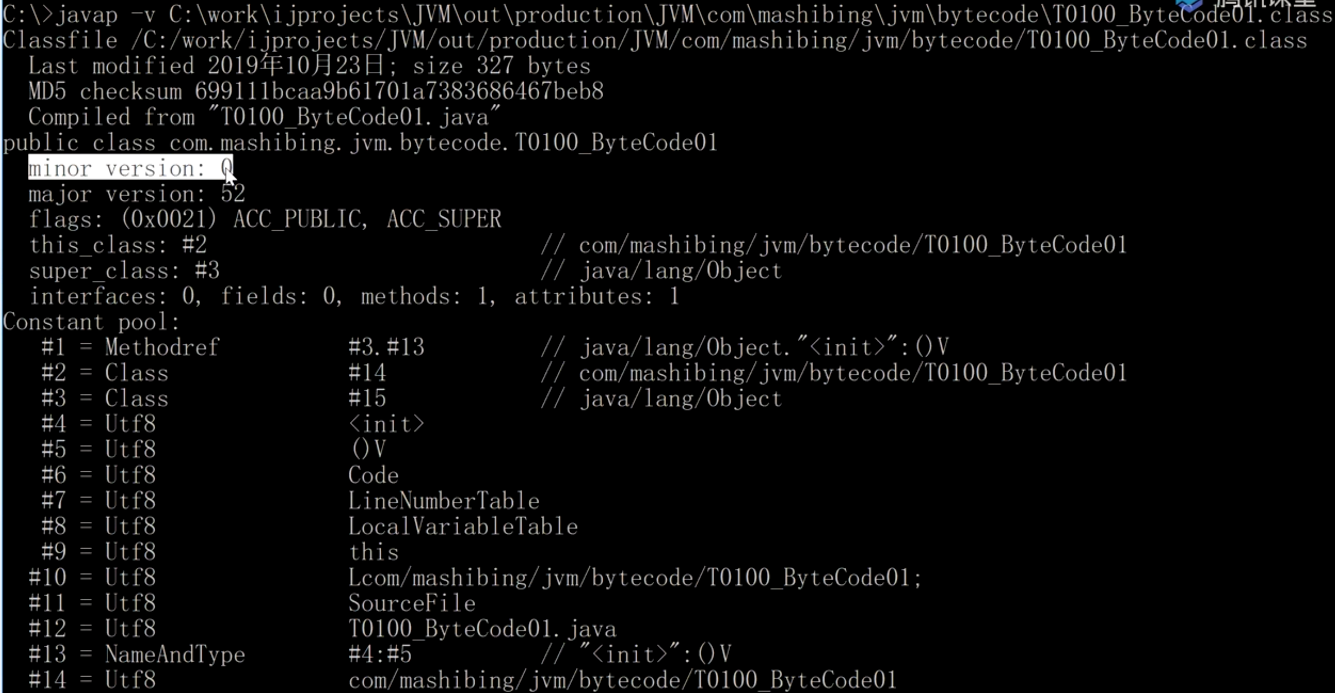 C:\>javap -v C:\work\ijprojects\JVM\out\production\JVM\com\mashibing\jvm\bytecode\T0100_ByteCode01.class
Classfile /C:/work/ijprojects/JVM/out/production/JVM/com/mashibing/jvm/bytecode/T0100_ByteCode01.class
Last modified 2019年10月23日; size 327 bytes
MD5 checksum 699111bcaa9b61701a7383686467beb8
Compiled from "T0100_ByteCode01.java"
public class com.mashibing.jvm.bytecode.T0100_ByteCode01
minor version: 0
major version: 52
flags: (0x0021) ACC_PUBLIC, ACC_SUPER
this_class: #2 // com/mashibing/jvm/bytecode/T0100_ByteCode01
super_class: #3 // java/lang/Object
interfaces: 0, fields: 0, methods: 1, attributes: 1
Constant pool:
#1 = Methodref #3.#13 // java/lang/Object."<init>":()V
#2 = Class #14 // com/mashibing/jvm/bytecode/T0100_ByteCode01
#3 = Class #15 // java/lang/Object
#4 = Utf8 <init>
#5 = Utf8 ()V
#6 = Utf8 Code
#7 = Utf8 LineNumberTable
#8 = Utf8 LocalVariableTable
#9 = Utf8 this
#10 = Utf8 Lcom/mashibing/jvm/bytecode/T0100_ByteCode01;
#11 = Utf8 SourceFile
#12 = Utf8 T0100_ByteCode01.java
#13 = NameAndType #4:#5 // "<init>":()V
#14 = Utf8 com/mashibing/jvm/bytecode/T0100_ByteCode01